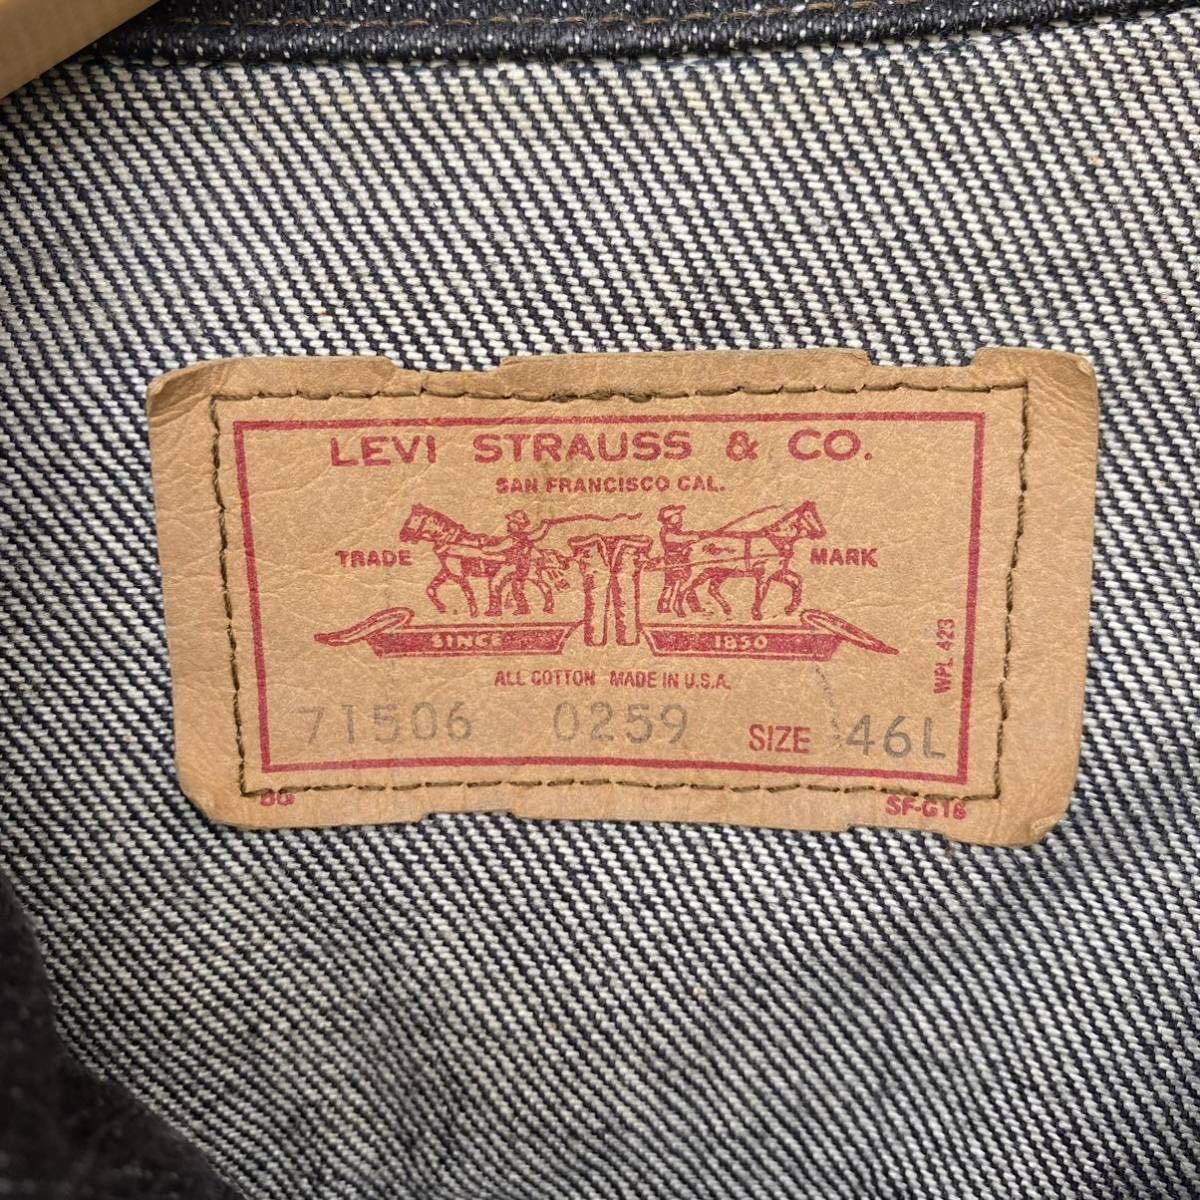 LEVI STRAUSS & CO.
SAN FRANCISCO CAL.
TRADE MARK
SINCE 1850
ALL COTTON MADE IN U.S.A.
WPL 423
71506 0259 SIZE 46L
SF-G16